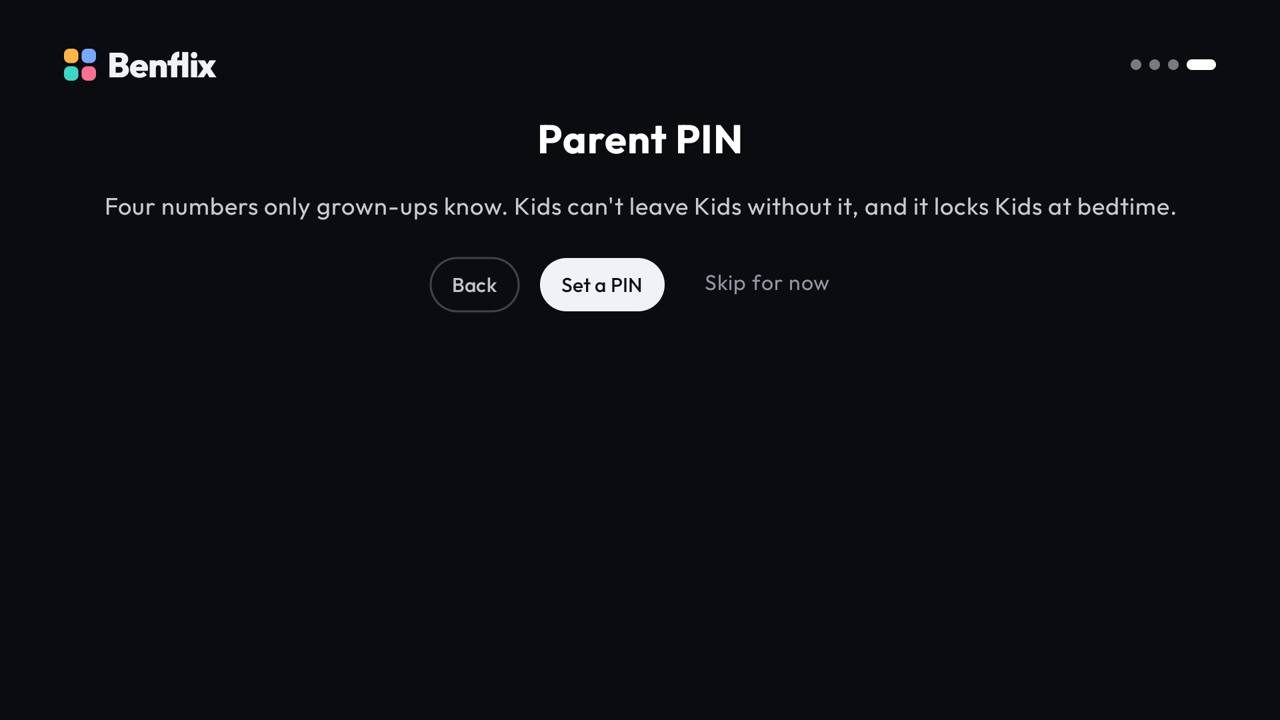 Benflix
Parent PIN
Four numbers only grown-ups know. Kids can't leave Kids without it, and it locks Kids at bedtime.
Back
Set a PIN
Skip for now